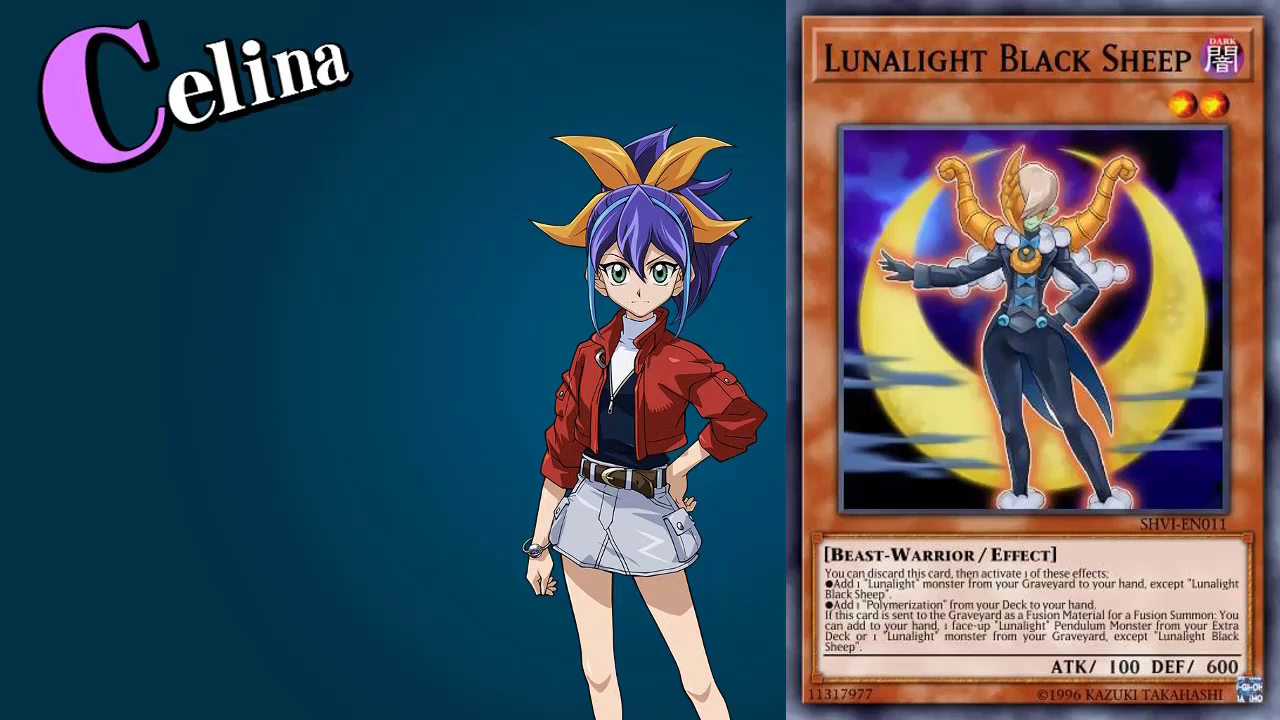 Celina
LUNALIGHT BLACK SHEEP
DARK
闇
SHVI-EN011
[BEAST-WARRIOR / EFFECT]
You can discard this card, then activate 1 of these effects;
●Add 1 "Lunalight" monster from your Graveyard to your hand, except "Lunalight
Black Sheep".
●Add 1 "Polymerization" from your Deck to your hand.
If this card is sent to the Graveyard as a Fusion Material for a Fusion Summon: You
can add to your hand, 1 face-up "Lunalight" Pendulum Monster from your Extra
Deck or 1 "Lunalight" monster from your Graveyard, except "Lunalight Black
Sheep".
ATK/ 100 DEF/ 600
11317977
©1996 KAZUKI TAKAHASHI